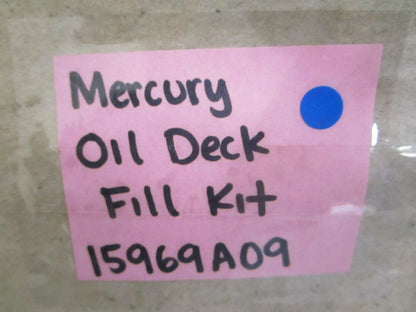 Mercury
Oil Deck
Fill Kit
15969A09